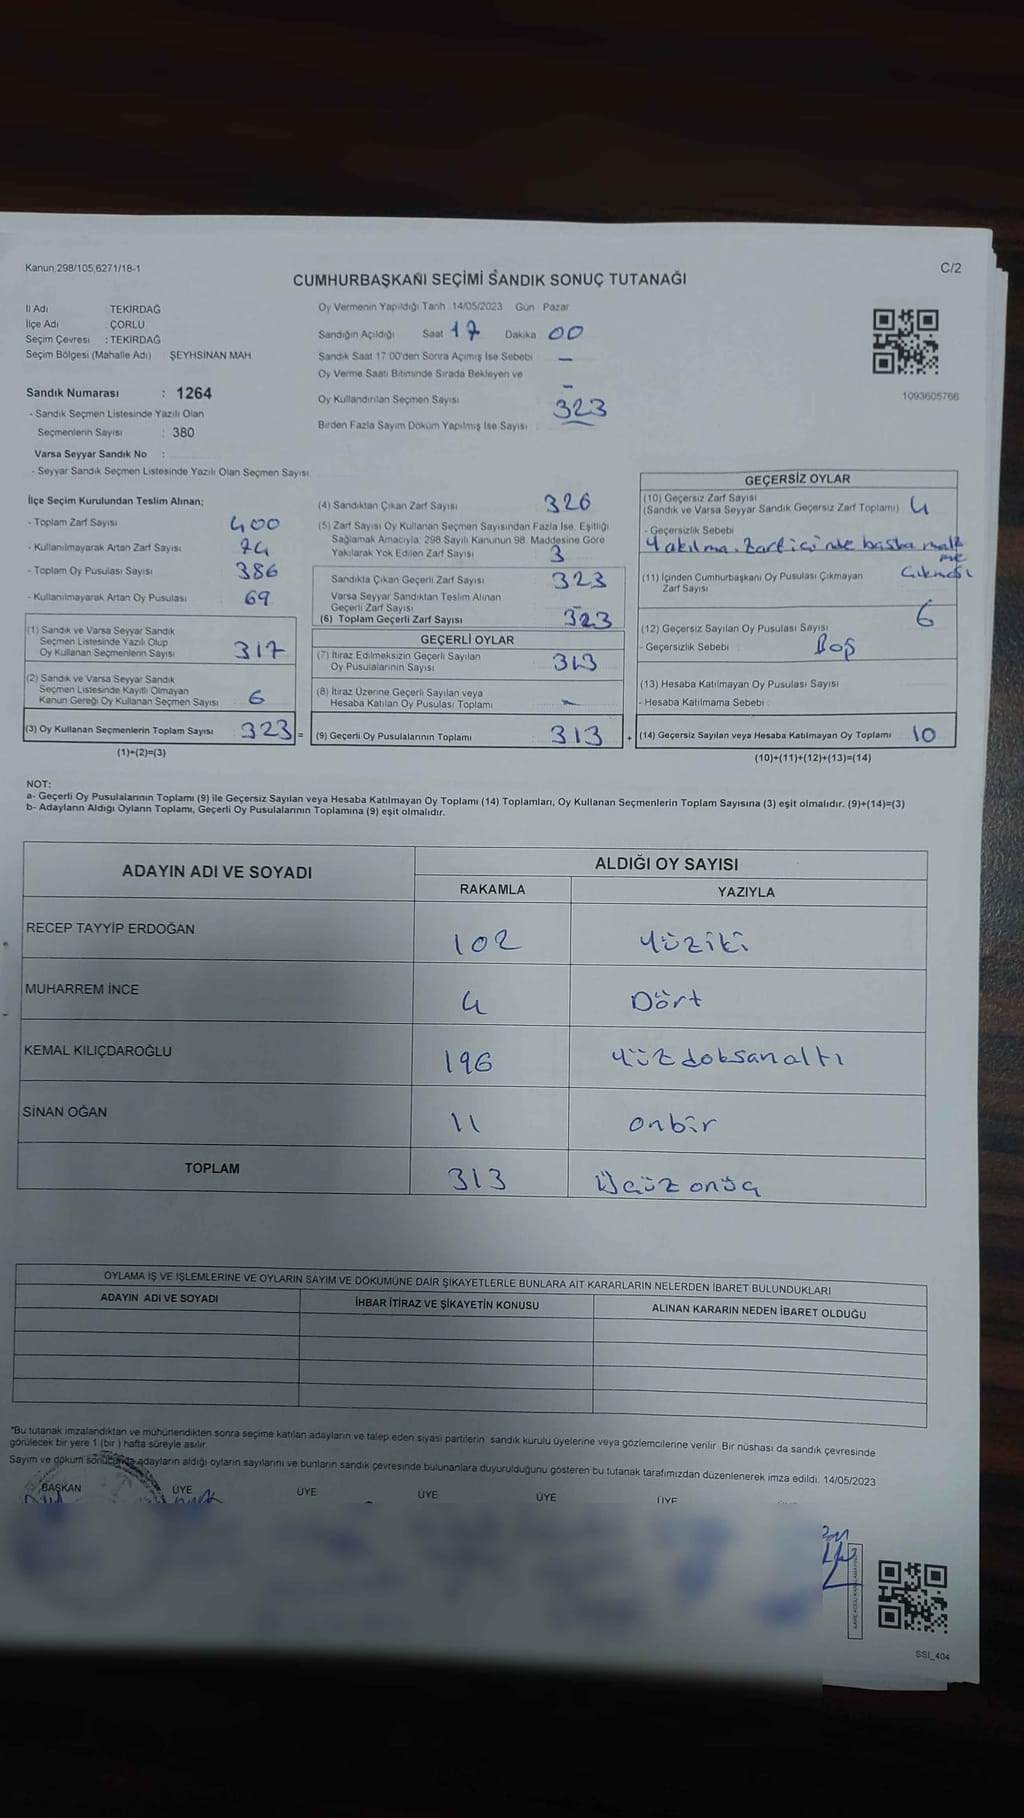 Kanun:298/105,6271/18-1
C/2
CUMHURBAŞKANI SEÇİMİ SANDIK SONUÇ TUTANAĞI
İl Adı : TEKİRDAĞ
İlçe Adı : ÇORLU
Seçim Çevresi : TEKİRDAĞ
Seçim Bölgesi (Mahalle Adı) ŞEYHSİNAN MAH.
Sandık Numarası : 1264
- Sandık Seçmen Listesinde Yazılı Olan
Seçmenlerin Sayısı : 380
Varsa Seyyar Sandık No :
- Seyyar Sandık Seçmen Listesinde Yazılı Olan Seçmen Sayısı:
Oy Vermenin Yapıldığı Tarih 14/05/2023 Gün Pazar
Sandığın Açıldığı Saat 17 Dakika 00
Sandık Saat 17.00'den Sonra Açımış İse Sebebi –
Oy Verme Saati Bitiminde Sırada Bekleyen ve –
Oy Kullandırılan Seçmen Sayısı 323
Birden Fazla Sayım Döküm Yapılmış İse Sayısı
1093605766
İlçe Seçim Kurulundan Teslim Alınan;
- Toplam Zarf Sayısı 400
- Kullanılmayarak Artan Zarf Sayısı 74
- Toplam Oy Pusulası Sayısı 386
- Kullanılmayarak Artan Oy Pusulası 69
(1) Sandık ve Varsa Seyyar Sandık
Seçmen Listesinde Yazılı Olup
Oy Kullanan Seçmenlerin Sayısı 317
(2) Sandık ve Varsa Seyyar Sandık
Seçmen Listesinde Kayıtlı Olmayan
Kanun Gereği Oy Kullanan Seçmen Sayısı 6
(3) Oy Kullanan Seçmenlerin Toplam Sayısı 323 =
(1)+(2)=(3)
(4) Sandıktan Çıkan Zarf Sayısı 326
(5) Zarf Sayısı Oy Kullanan Seçmen Sayısından Fazla İse, Eşitliği
Sağlamak Amacıyla, 298 Sayılı Kanunun 98. Maddesine Göre
Yakılarak Yok Edilen Zarf Sayısı 3
Sandıkta Çıkan Geçerli Zarf Sayısı 323
Varsa Seyyar Sandıktan Teslim Alınan
Geçerli Zarf Sayısı –
(6) Toplam Geçerli Zarf Sayısı 323
GEÇERLİ OYLAR
(7) İtiraz Edilmeksizin Geçerli Sayılan
Oy Pusulalarının Sayısı 313
(8) İtiraz Üzerine Geçerli Sayılan veya
Hesaba Katılan Oy Pusulası Toplamı –
(9) Geçerli Oy Pusulalarının Toplamı 313 +
GEÇERSİZ OYLAR
(10) Geçersiz Zarf Sayısı
(Sandık ve Varsa Seyyar Sandık Geçersiz Zarf Toplamı) 4
- Geçersizlik Sebebi
Yakılma. Zarf içinde başka malze
me
çıkması
(11) İçinden Cumhurbaşkanı Oy Pusulası Çıkmayan
Zarf Sayısı
(12) Geçersiz Sayılan Oy Pusulası Sayısı 6
- Geçersizlik Sebebi Boş
(13) Hesaba Katılmayan Oy Pusulası Sayısı
- Hesaba Katılmama Sebebi
(14) Geçersiz Sayılan veya Hesaba Katılmayan Oy Toplamı 10
(10)+(11)+(12)+(13)=(14)
NOT:
a- Geçerli Oy Pusulalarının Toplamı (9) ile Geçersiz Sayılan veya Hesaba Katılmayan Oy Toplamı (14) Toplamları, Oy Kullanan Seçmenlerin Toplam Sayısına (3) eşit olmalıdır. (9)+(14)=(3)
b- Adayların Aldığı Oyların Toplamı, Geçerli Oy Pusulalarının Toplamına (9) eşit olmalıdır.
ADAYIN ADI VE SOYADI
ALDIĞI OY SAYISI
RAKAMLA YAZIYLA
RECEP TAYYİP ERDOĞAN 102 Yüziki
MUHARREM İNCE 4 Dört
KEMAL KILIÇDAROĞLU 196 Yüzdoksanaltı
SİNAN OĞAN 11 onbir
TOPLAM 313 Üçyüz onüç
OYLAMA İŞ VE İŞLEMLERİNE VE OYLARIN SAYIM VE DÖKÜMÜNE DAİR ŞİKAYETLERLE BUNLARA AİT KARARLARIN NELERDEN İBARET BULUNDUKLARI
ADAYIN ADI VE SOYADI İHBAR İTİRAZ VE ŞİKAYETİN KONUSU ALINAN KARARIN NEDEN İBARET OLDUĞU
*Bu tutanak imzalandıktan ve mühürlendikten sonra seçime katılan adayların ve talep eden siyasi partilerin sandık kurulu üyelerine veya gözlemcilerine verilir. Bir nüshası da sandık çevresinde
görülecek bir yere 1 (bir) hafta süreyle asılır.
Sayım ve döküm sonucunda adayların aldığı oyların sayılarını ve bunların sandık çevresinde bulunanlara duyurulduğunu gösteren bu tutanak tarafımızdan düzenlenerek imza edildi. 14/05/2023
BAŞKAN ÜYE ÜYE ÜYE ÜYE ÜYE
SSI_404